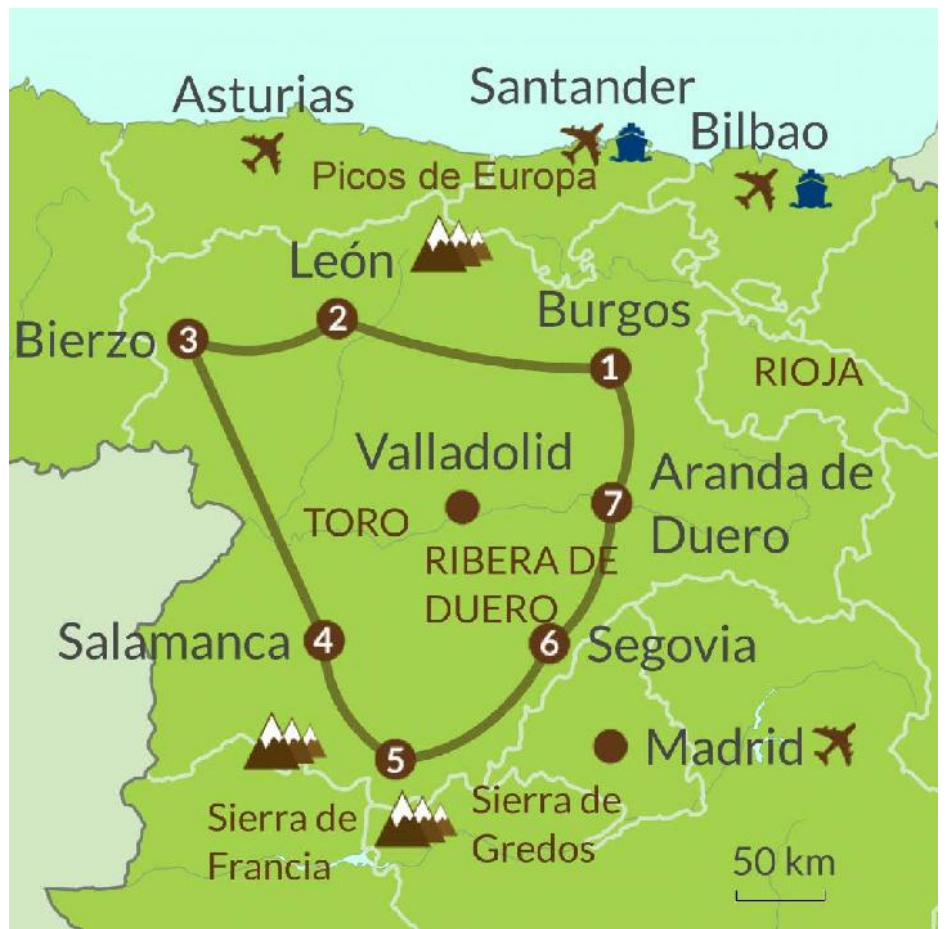 Asturias
Santander
Bilbao
Picos de Europa
León
Burgos
2
Bierzo
3
1
RIOJA
Valladolid
Aranda de
Duero
7
TORO
RIBERA DE
DUERO
Salamanca
4
6
Segovia
5
Madrid
Sierra de
Francia
Sierra de
Gredos
50 km